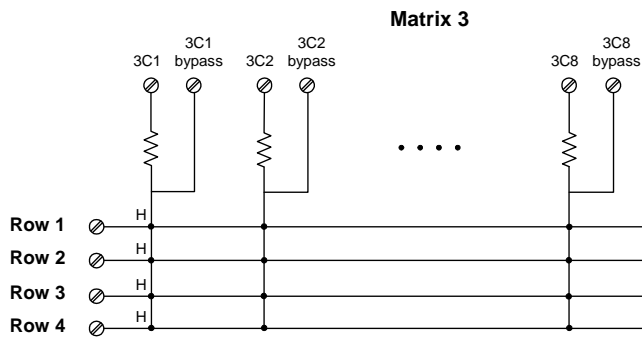 Matrix 3
3C1
3C1
bypass
3C2
3C2
bypass
3C8
3C8
bypass
H
Row 1
H
Row 2
H
Row 3
H
Row 4